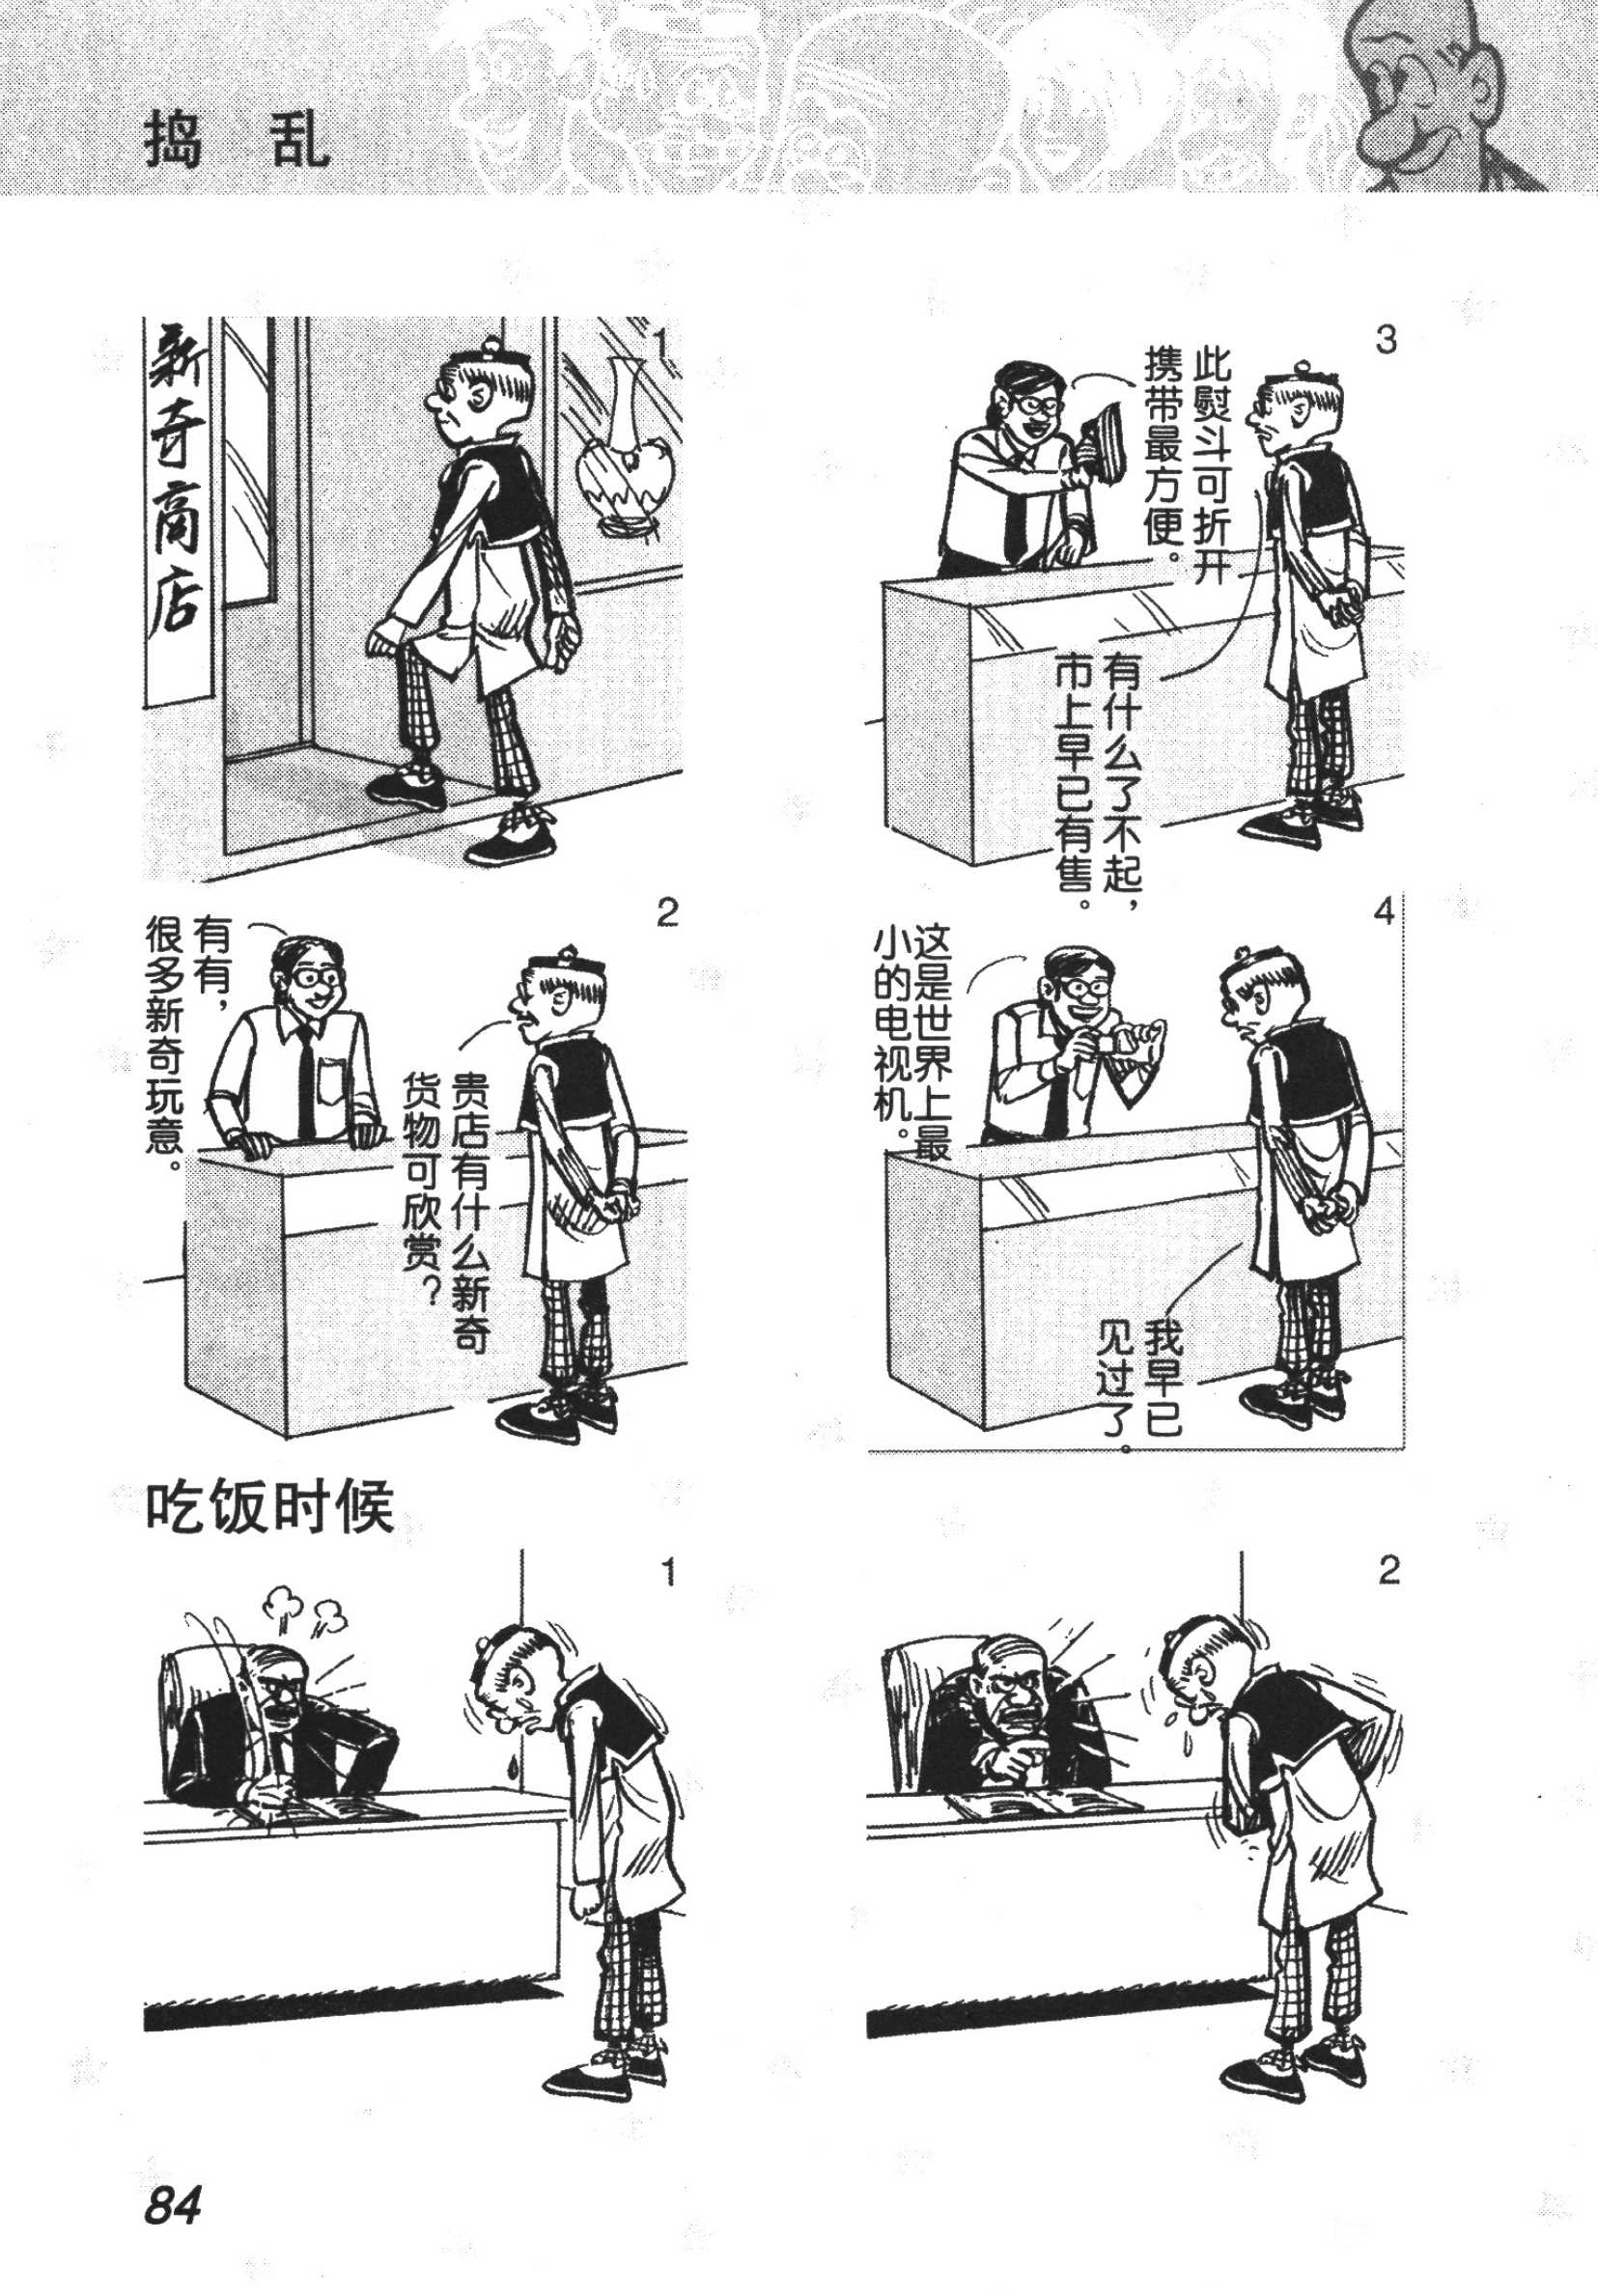 捣 乱
1
新奇商店
2
贵店有什么新奇
货物可欣赏？
有有，
很多新奇玩意。
3
此熨斗可折开
携带最方便。
有什么了不起，
市上早已有售。
4
这是世界上最
小的电视机。
我早已
见过了。
吃饭时候
1
2
84